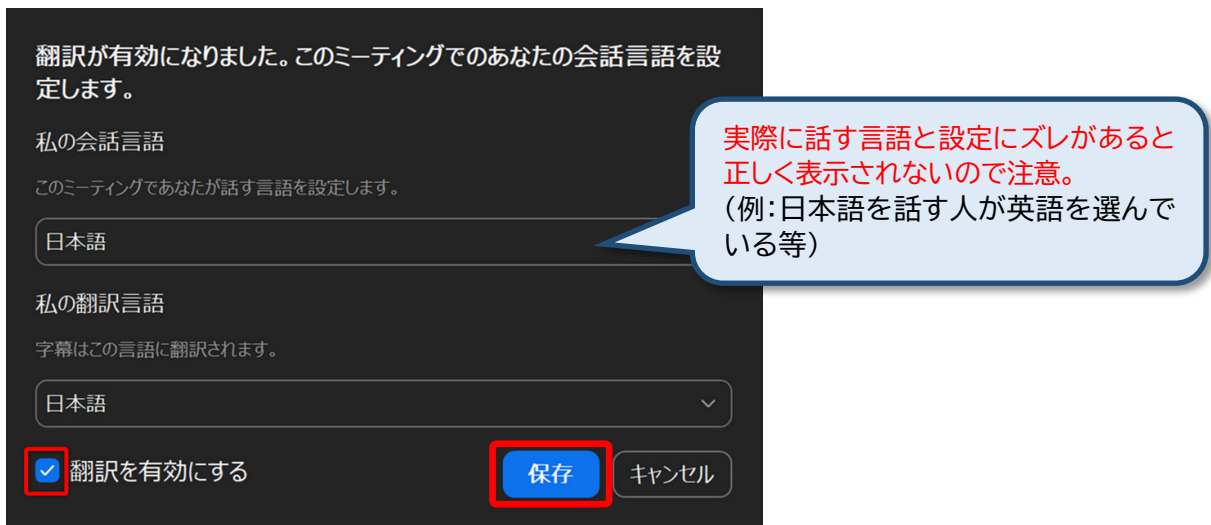 翻訳が有効になりました。このミーティングでのあなたの会話言語を設
定します。
私の会話言語
このミーティングであなたが話す言語を設定します。
日本語
実際に話す言語と設定にズレがあると
正しく表示されないので注意。
（例：日本語を話す人が英語を選んで
いる等）
私の翻訳言語
字幕はこの言語に翻訳されます。
日本語
翻訳を有効にする
保存
キャンセル